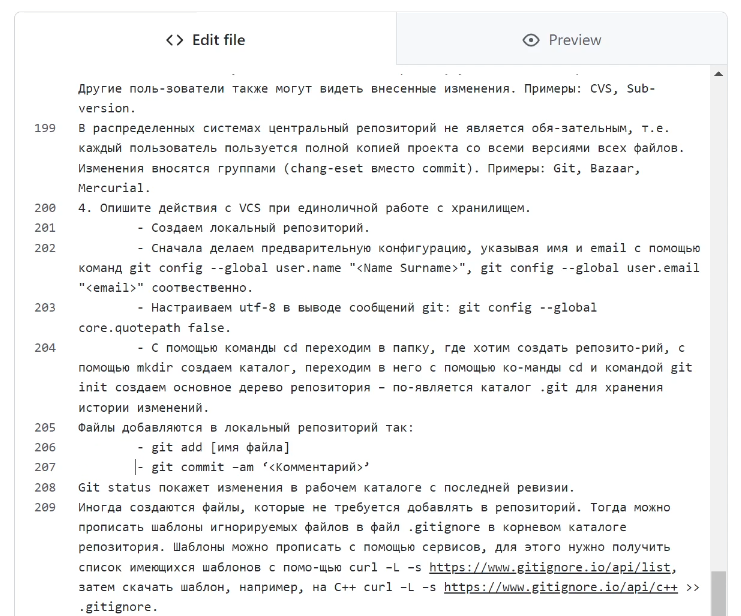 Edit file
Preview
Другие поль-зователи также могут видеть внесенные изменения. Примеры: CVS, Sub-
version.
199 В распределенных системах центральный репозиторий не является обя-зательным, т.е.
каждый пользователь пользуется полной копией проекта со всеми версиями всех файлов.
Изменения вносятся группами (chang-eset вместо commit). Примеры: Git, Bazaar,
Mercurial.
200 4. Опишите действия с VCS при единоличной работе с хранилищем.
201 - Создаем локальный репозиторий.
202 - Сначала делаем предварительную конфигурацию, указывая имя и email с помощью
команд git config --global user.name "<Name Surname>", git config --global user.email
"<email>" соотвественно.
203 - Настраиваем utf-8 в выводе сообщений git: git config --global
core.quotepath false.
204 - С помощью команды cd переходим в папку, где хотим создать репозито-рий, с
помощью mkdir создаем каталог, переходим в него с помощью ко-манды cd и командой git
init создаем основное дерево репозитория – по-является каталог .git для хранения
истории изменений.
205 Файлы добавляются в локальный репозиторий так:
206 - git add [имя файла]
207 - git commit –am ‘<Комментарий>’
208 Git status покажет изменения в рабочем каталоге с последней ревизии.
209 Иногда создаются файлы, которые не требуется добавлять в репозиторий. Тогда можно
прописать шаблоны игнорируемых файлов в файл .gitignore в корневом каталоге
репозитория. Шаблоны можно прописать с помощью сервисов, для этого нужно получить
список имеющихся шаблонов с помо-щью curl –L –s https://www.gitignore.io/api/list,
затем скачать шаблон, например, на C++ curl –L –s https://www.gitignore.io/api/c++ >>
.gitignore.